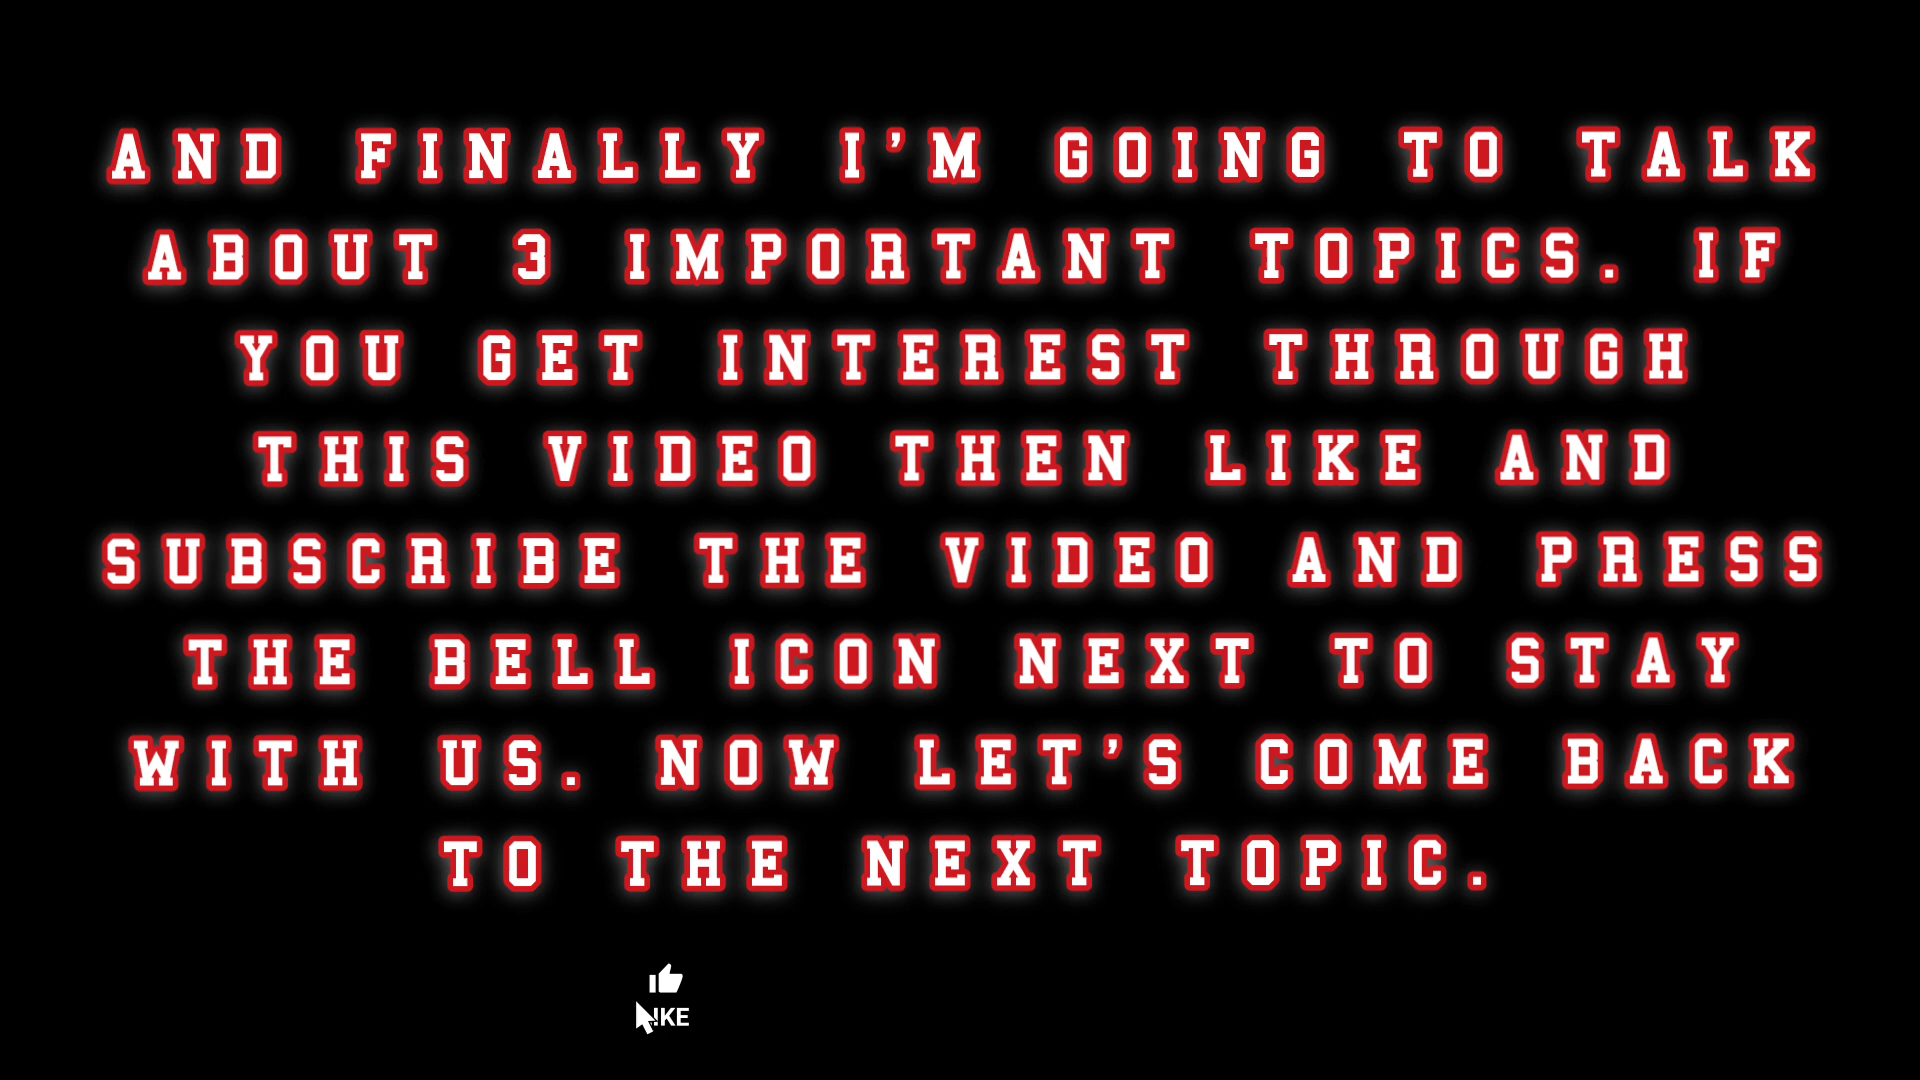 AND FINALLY I'M GOING TO TALK
ABOUT 3 IMPORTANT TOPICS. IF
YOU GET INTEREST THROUGH
THIS VIDEO THEN LIKE AND
SUBSCRIBE THE VIDEO AND PRESS
THE BELL ICON NEXT TO STAY
WITH US. NOW LET'S COME BACK
TO THE NEXT TOPIC.
LIKE